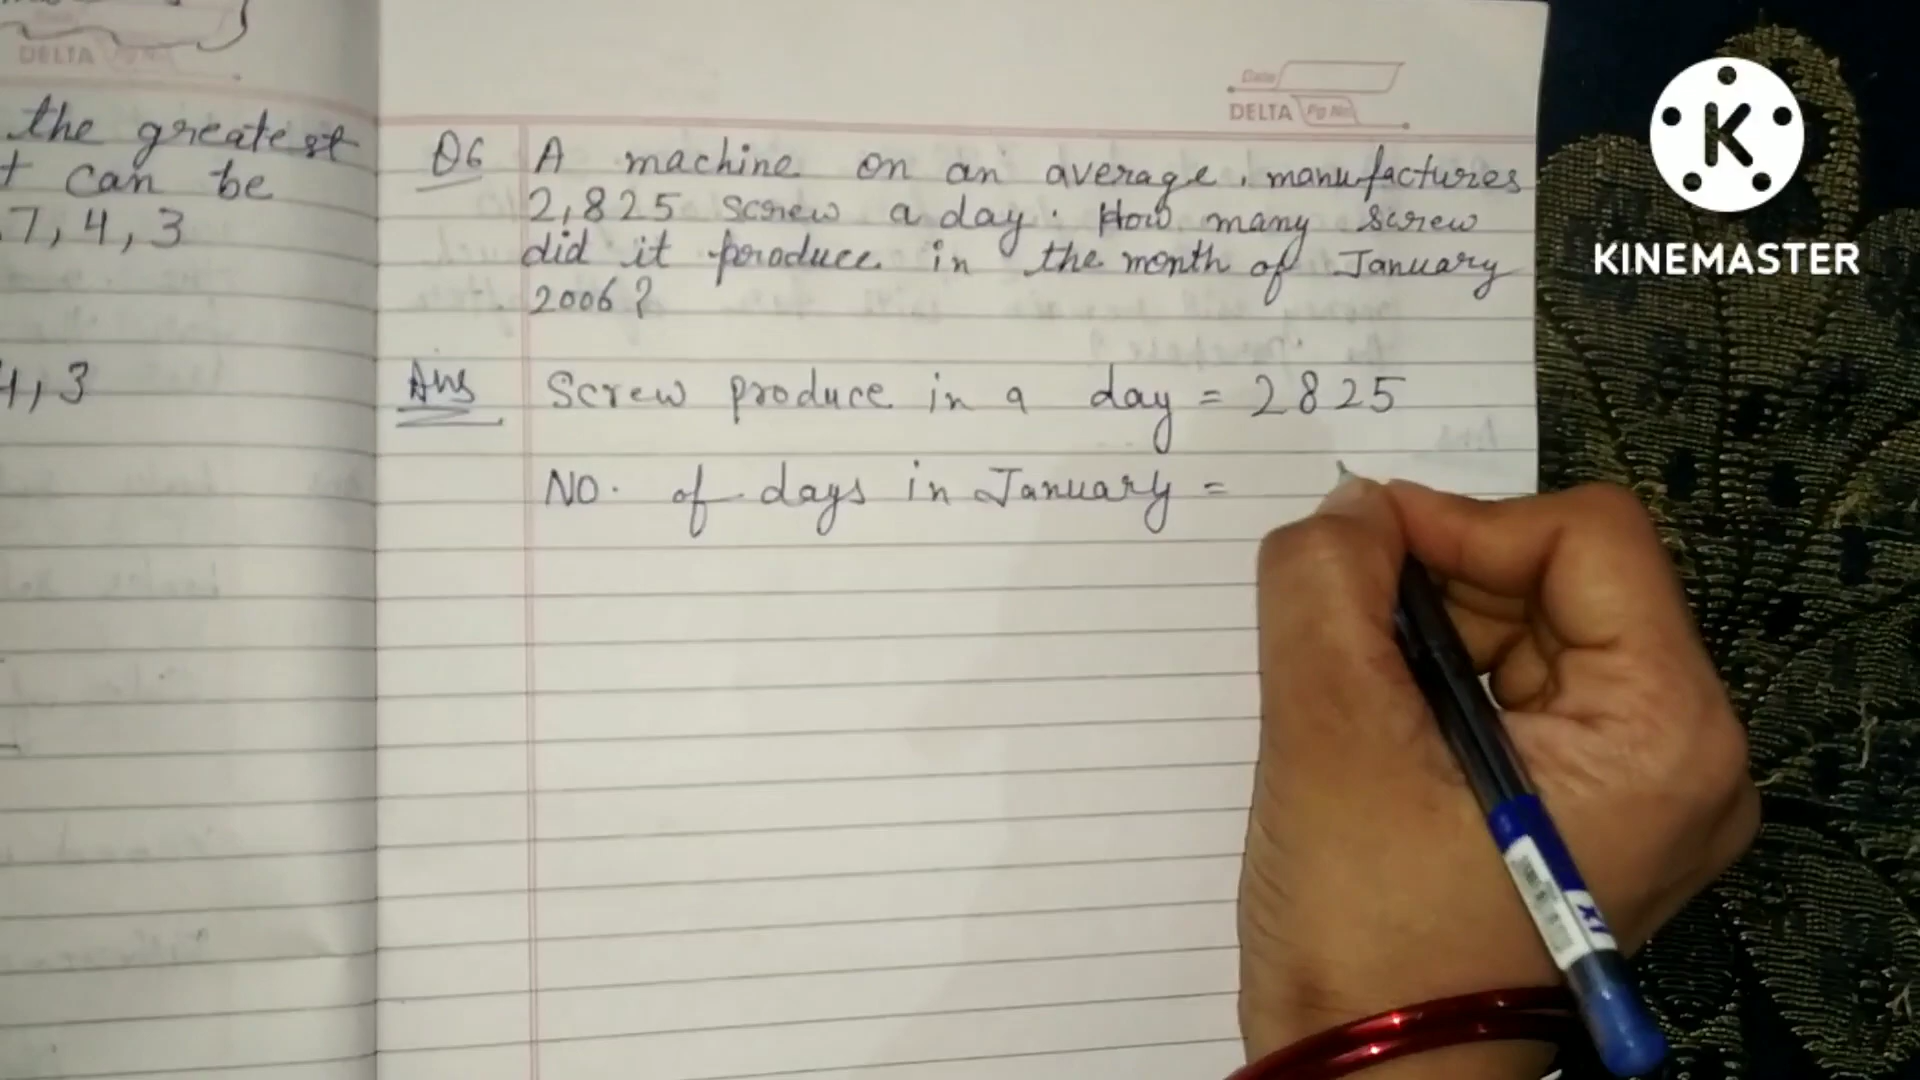 DELTA
the greatest
can be
7, 4, 3
4, 3
Date
DELTA Pg No.
Q6 A machine on an average, manufactures
2,825 screw a day. How many screw
did it produce in the month of January
2006?
Ans Screw produce in a day = 2825
NO. of days in January =
K
KINEMASTER